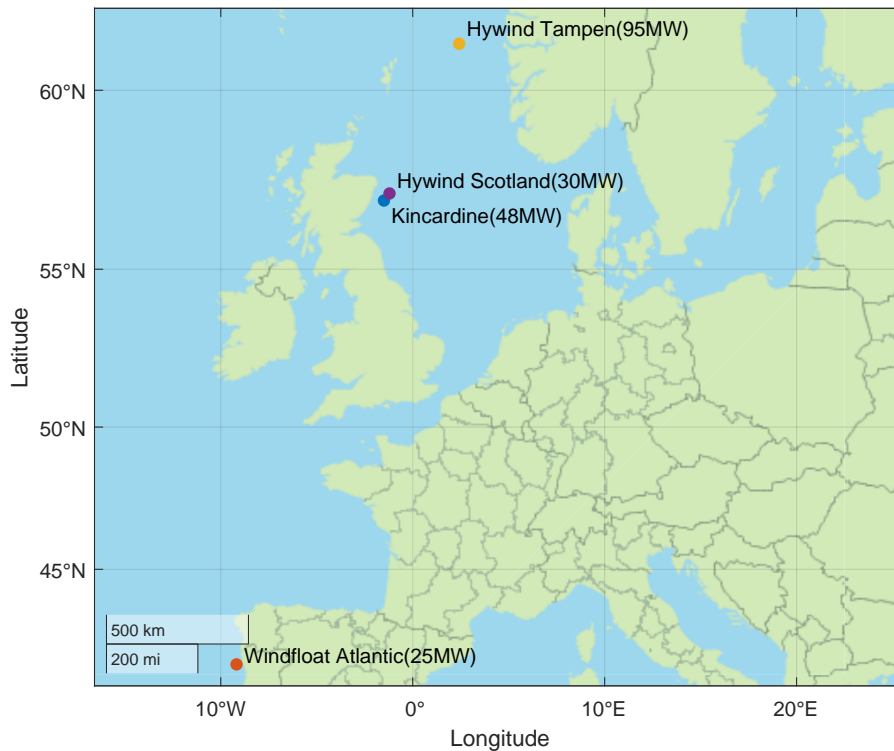 Hywind Tampen(95MW)
60°N
Hywind Scotland(30MW)
Kincardine(48MW)
55°N
Latitude
50°N
45°N
500 km
200 mi
Windfloat Atlantic(25MW)
10°W
0°
10°E
20°E
Longitude